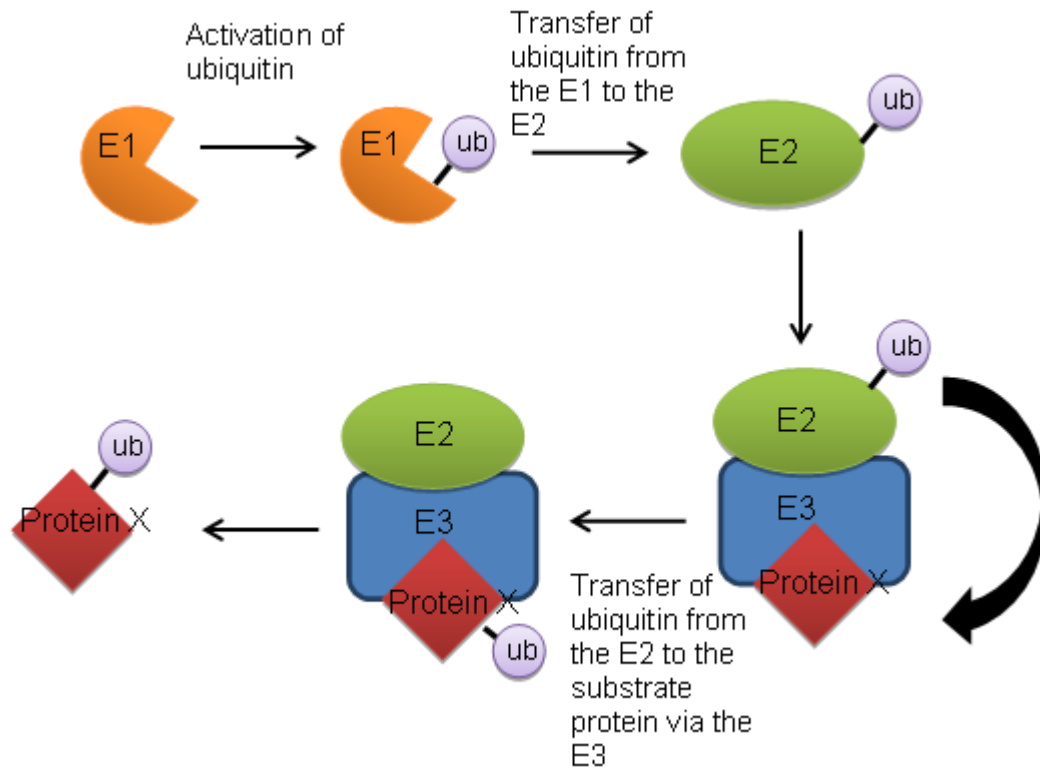 Activation of
ubiquitin
Transfer of
ubiquitin from
the E1 to the
E2
E1
E1
ub
E2
ub
E2
ub
E3
Protein X
Transfer of
ubiquitin from
the E2 to the
substrate
protein via the
E3
E2
E3
Protein X
ub
ub
Protein X